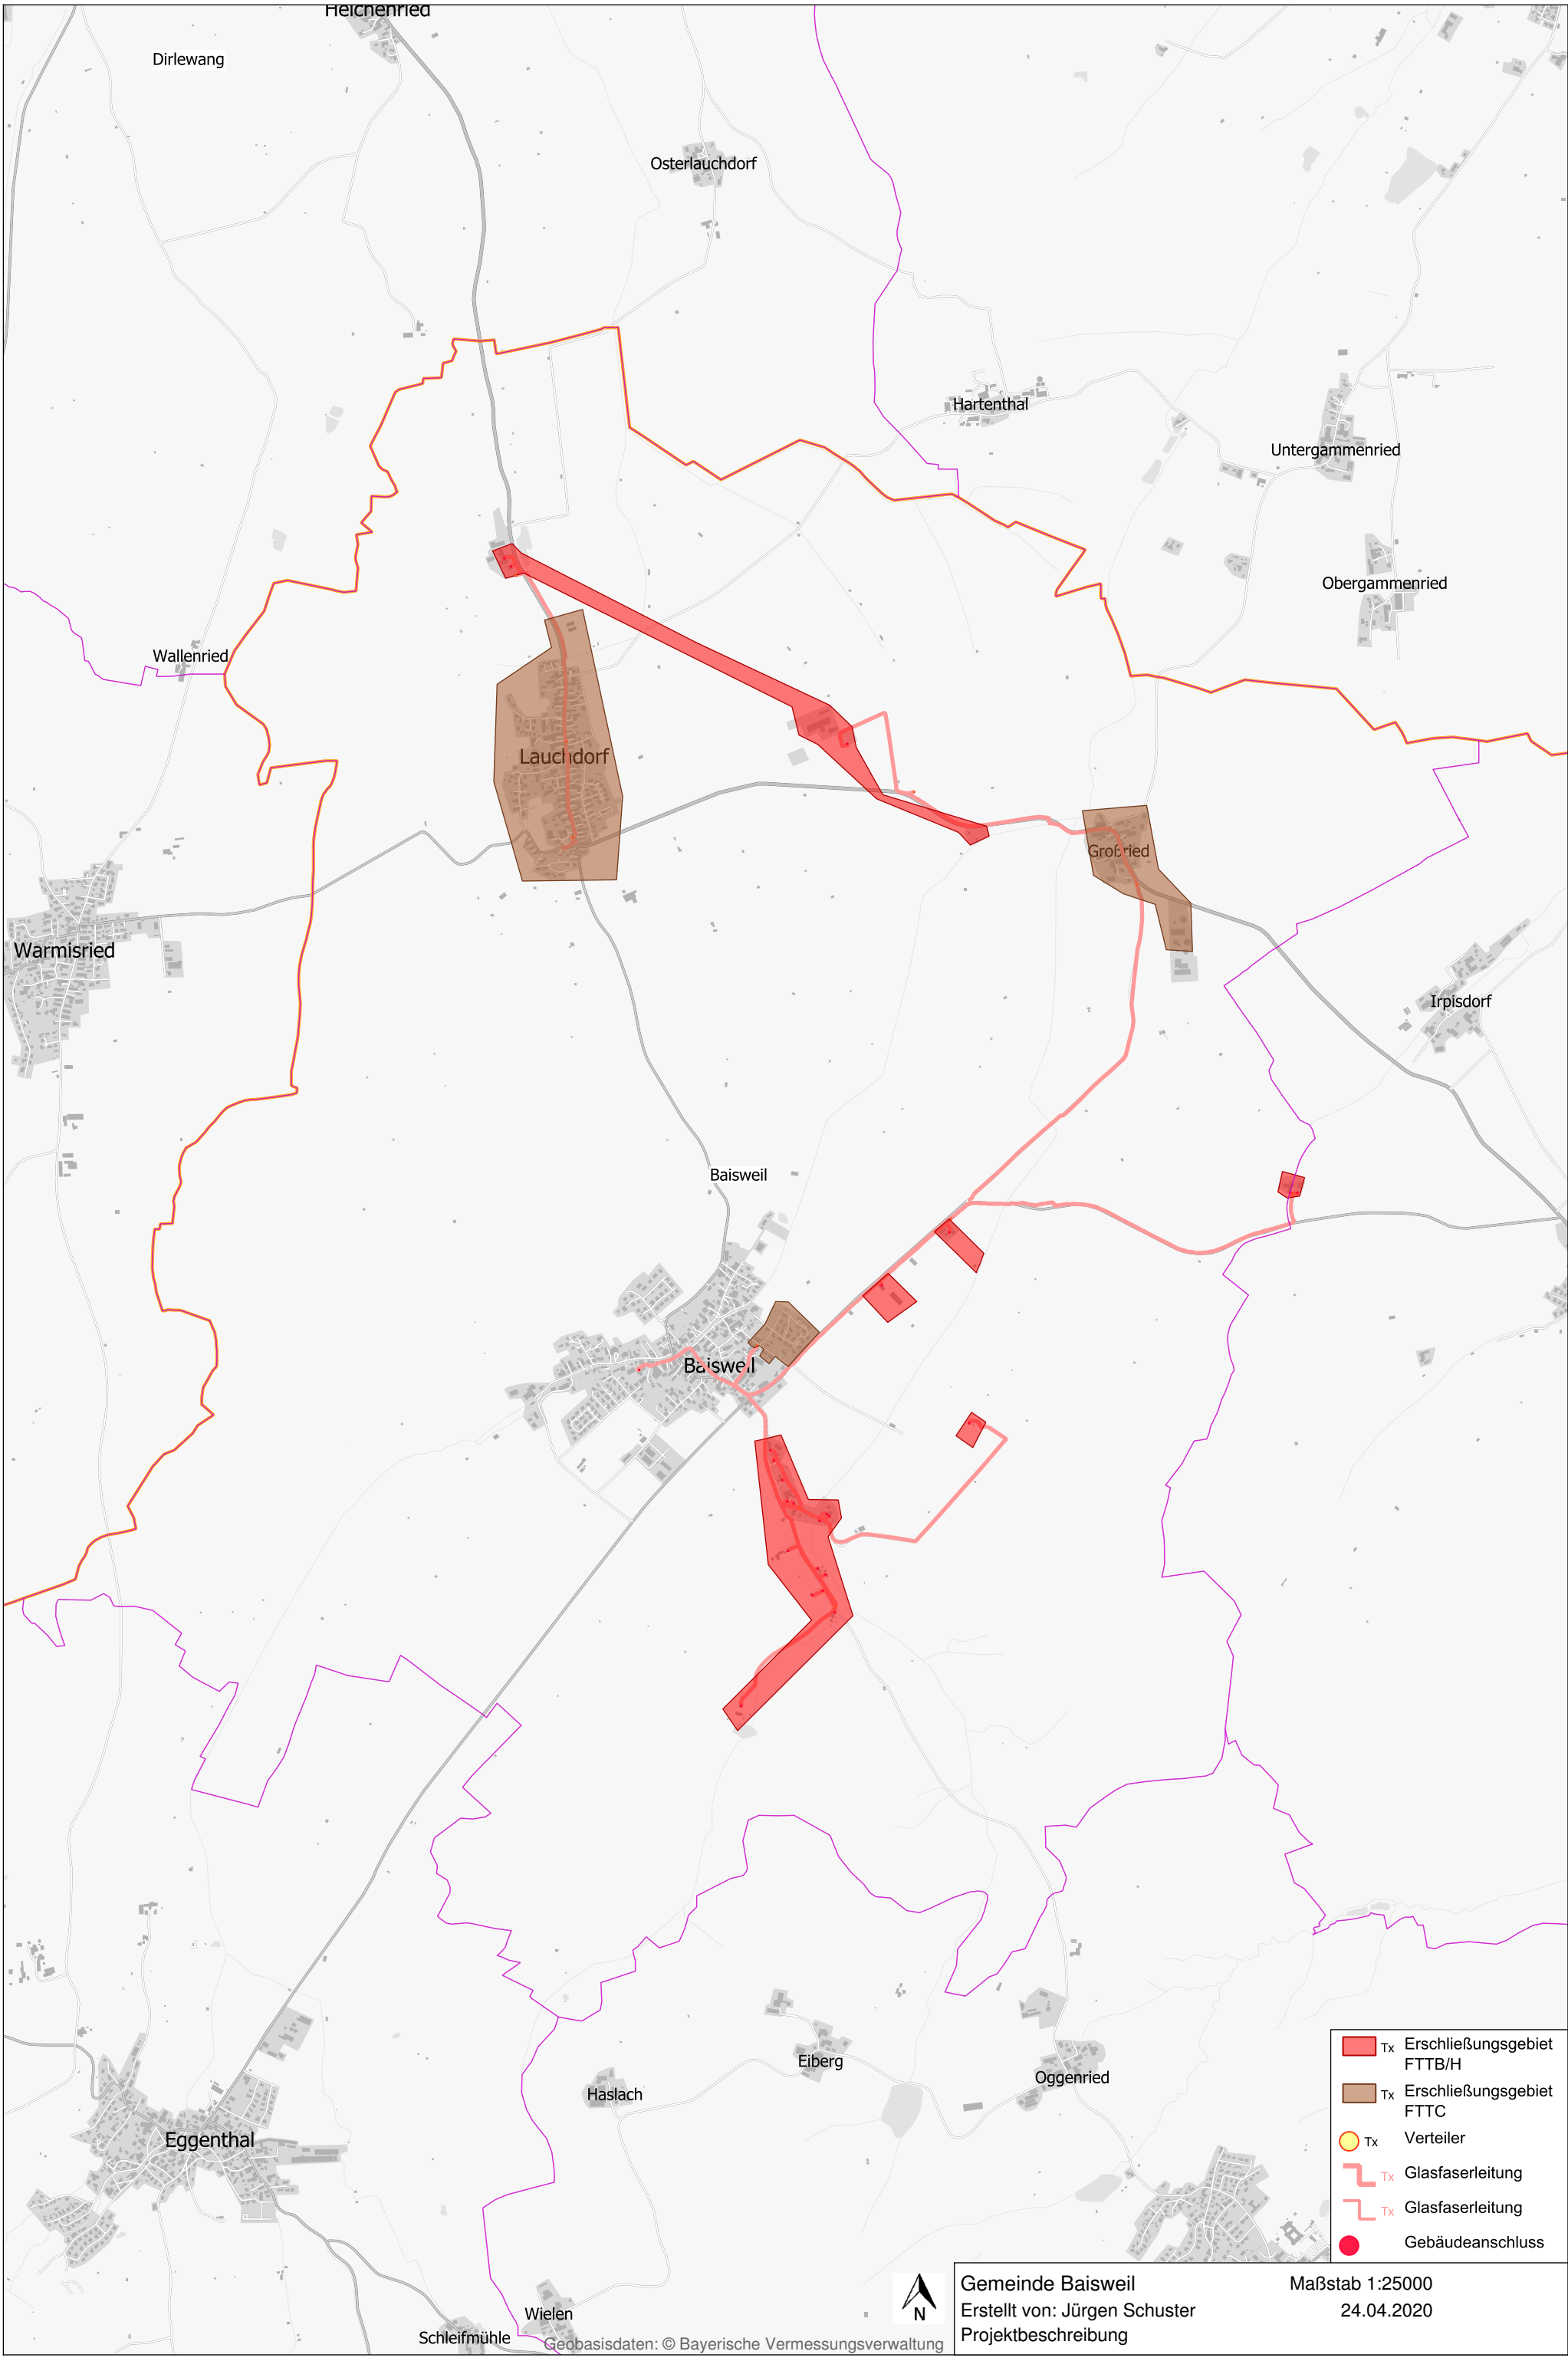 Helchenried
Dirlewang
Osterlauchdorf
Hartenthal
Untergammenried
Obergammenried
Wallenried
Lauchdorf
Großried
Warmisried
Irpisdorf
Baisweil
Baisweil
Eiberg
Oggenried
Haslach
Eggenthal
Wielen
Schleifmühle
Tx Erschließungsgebiet
FTTB/H
Tx Erschließungsgebiet
FTTC
Tx Verteiler
Tx Glasfaserleitung
Tx Glasfaserleitung
Gebäudeanschluss
N
Geobasisdaten: © Bayerische Vermessungsverwaltung
Gemeinde Baisweil Maßstab 1:25000
Erstellt von: Jürgen Schuster 24.04.2020
Projektbeschreibung